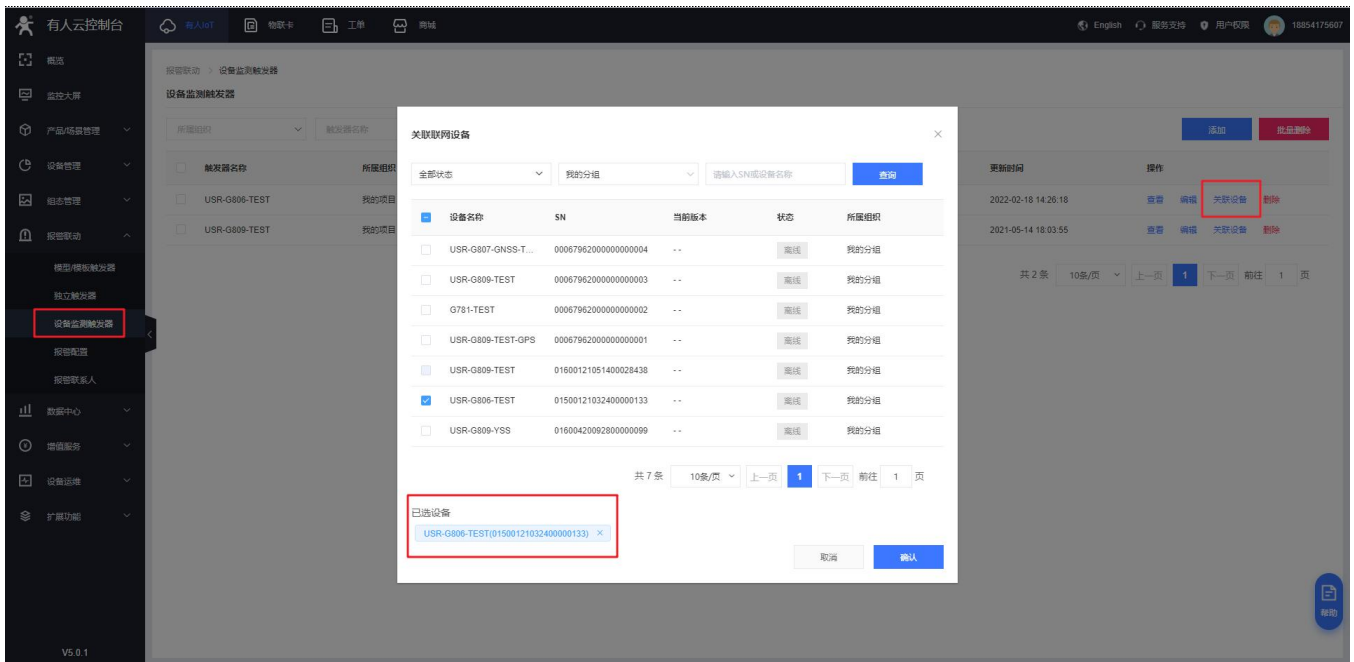 有人云控制台 有人IoT 物联卡 工单 商城 English 服务支持 用户权限 18854175607
概览
监控大屏
产品/场景管理
设备管理
组态管理
报警联动
模型/模板触发器
独立触发器
设备监测触发器
报警配置
报警联系人
数据中心
增值服务
设备运维
扩展功能
V5.0.1
报警联动 > 设备监测触发器
设备监测触发器
所属组织 触发器名称 添加 批量删除
触发器名称 所属组织 更新时间 操作
USR-G806-TEST 我的项目 2022-02-18 14:26:18 查看 编辑 关联设备 删除
USR-G809-TEST 我的项目 2021-05-14 18:03:55 查看 编辑 关联设备 删除
共 2 条 10条/页 上一页 1 下一页 前往 1 页
关联联网设备
全部状态 我的分组 请输入SN或设备名称 查询
设备名称 SN 当前版本 状态 所属组织
USR-G807-GNSS-T... 00067962000000000004 -- 离线 我的分组
USR-G809-TEST 00067962000000000003 -- 离线 我的分组
G781-TEST 00067962000000000002 -- 离线 我的分组
USR-G809-TEST-GPS 00067962000000000001 -- 离线 我的分组
USR-G809-TEST 01600121051400028438 -- 离线 我的分组
USR-G806-TEST 01500121032400000133 -- 离线 我的分组
USR-G809-YSS 01600420092800000099 -- 离线 我的分组
共 7 条 10条/页 上一页 1 下一页 前往 1 页
已选设备
USR-G806-TEST(01500121032400000133) ×
取消 确认
帮助